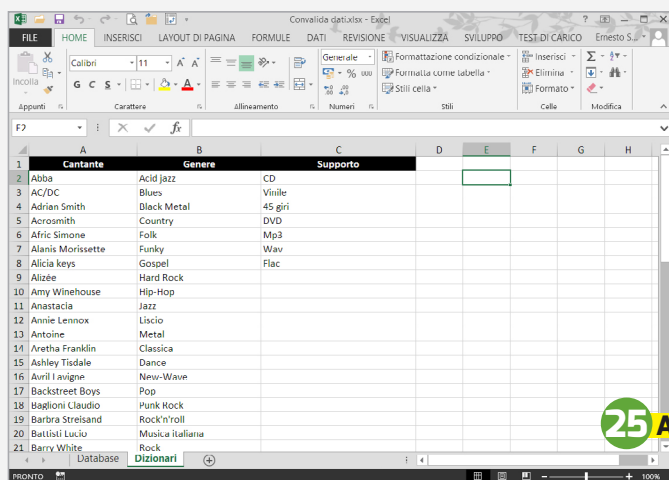 Convalida dati.xlsx - Excel
FILE HOME INSERISCI LAYOUT DI PAGINA FORMULE DATI REVISIONE VISUALIZZA SVILUPPO TEST DI CARICO Ernesto S...
Incolla
Calibri 11
G C S
Generale
% 000
Formattazione condizionale
Formatta come tabella
Stili cella
Inserisci
Elimina
Formato
Appunti Carattere Allineamento Numeri Stili Celle Modifica
fx
A B C D E F G H
1 Cantante Genere Supporto
2 Abba Acid jazz CD
3 AC/DC Blues Vinile
4 Adrian Smith Black Metal 45 giri
5 Aerosmith Country DVD
6 Afric Simone Folk Mp3
7 Alanis Morissette Funky Wav
8 Alicia keys Gospel Flac
9 Alizée Hard Rock
10 Amy Winehouse Hip-Hop
11 Anastacia Jazz
12 Annie Lennox Liscio
13 Antoine Metal
14 Aretha Franklin Classica
15 Ashley Tisdale Dance
16 Avril Lavigne New-Wave
17 Backstreet Boys Pop
18 Baglioni Claudio Punk Rock
19 Barbra Streisand Rock'n'roll
20 Battisti Lucio Musica italiana
21 Barry White Rock
25 A
Database Dizionari
PRONTO 100%